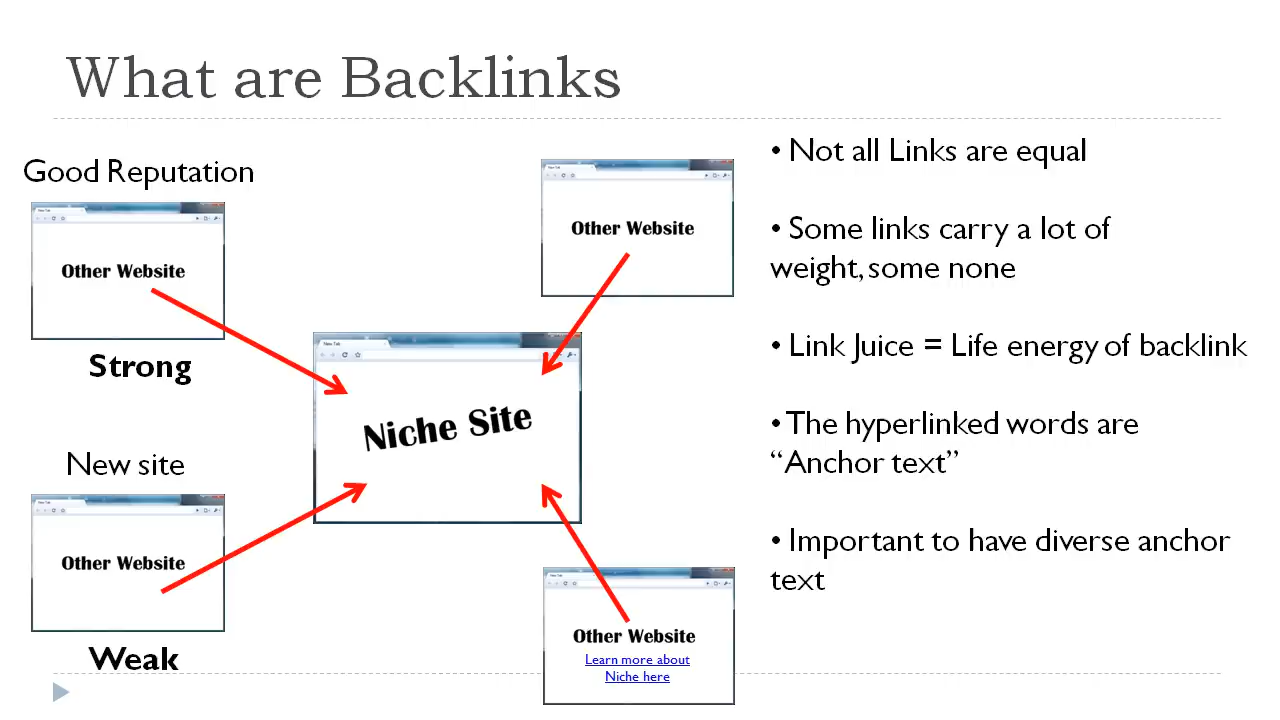 What are Backlinks
Good Reputation
Other Website
Strong
New site
Other Website
Weak
Other Website
New Tab
Niche Site
Other Website
Learn more about
Niche here
• Not all Links are equal
• Some links carry a lot of
weight, some none
• Link Juice = Life energy of backlink
• The hyperlinked words are
“Anchor text”
• Important to have diverse anchor
text